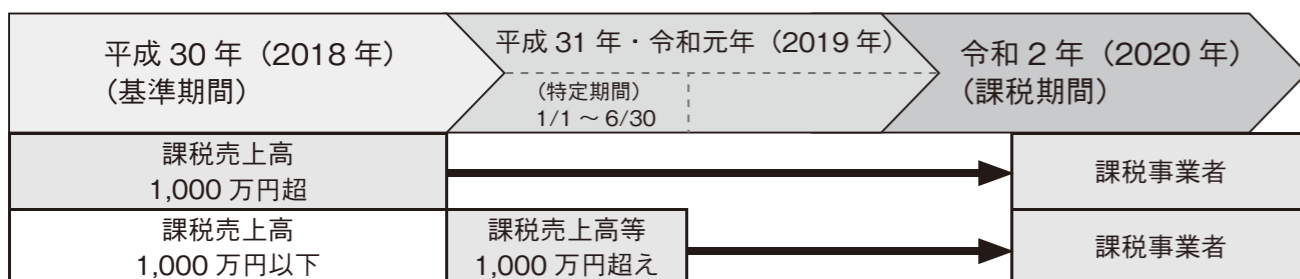 平成 30 年（2018 年）
（基準期間）
平成 31 年・令和元年（2019 年）
（特定期間）
1/1 ～ 6/30
令和 2 年（2020 年）
（課税期間）
課税売上高
1,000 万円超
課税事業者
課税売上高
1,000 万円以下
課税売上高等
1,000 万円超え
課税事業者